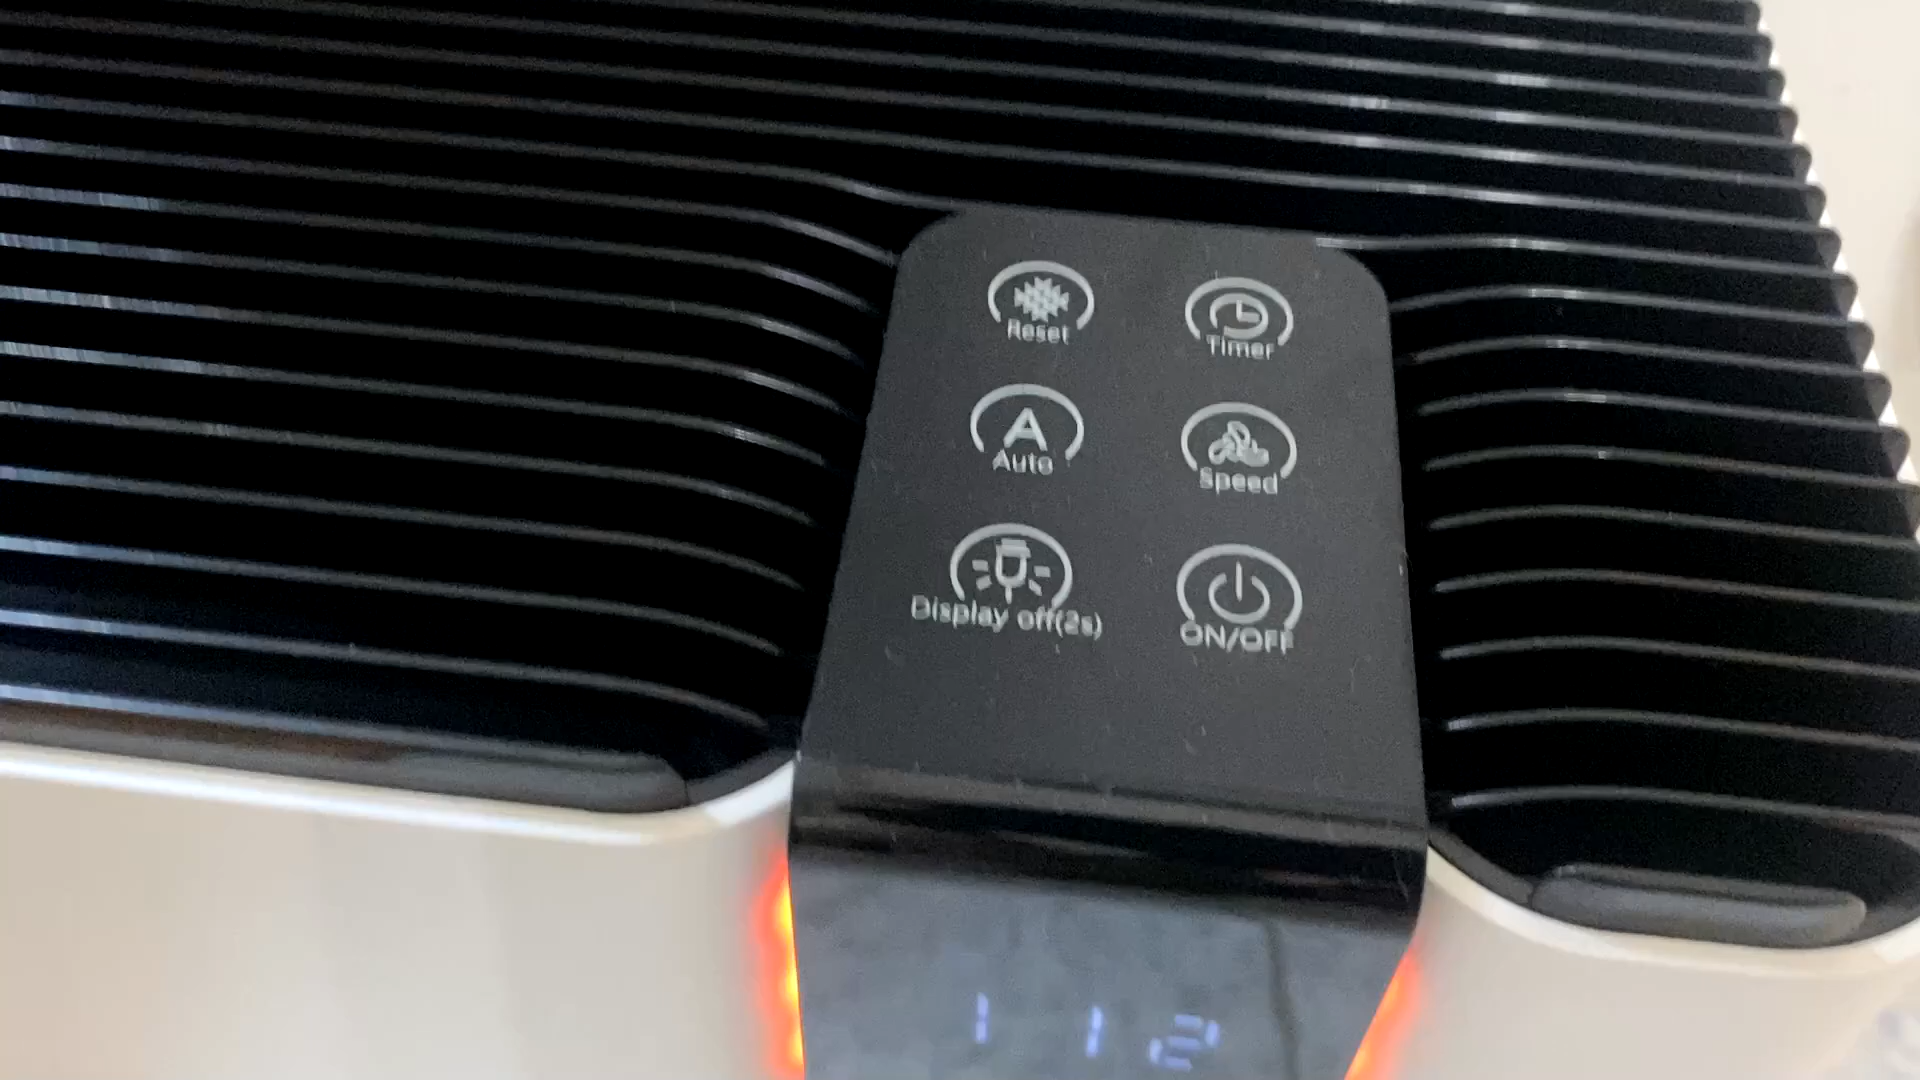 Reset
Timer
A
Auto
Speed
Display off(2s)
ON/OFF
112